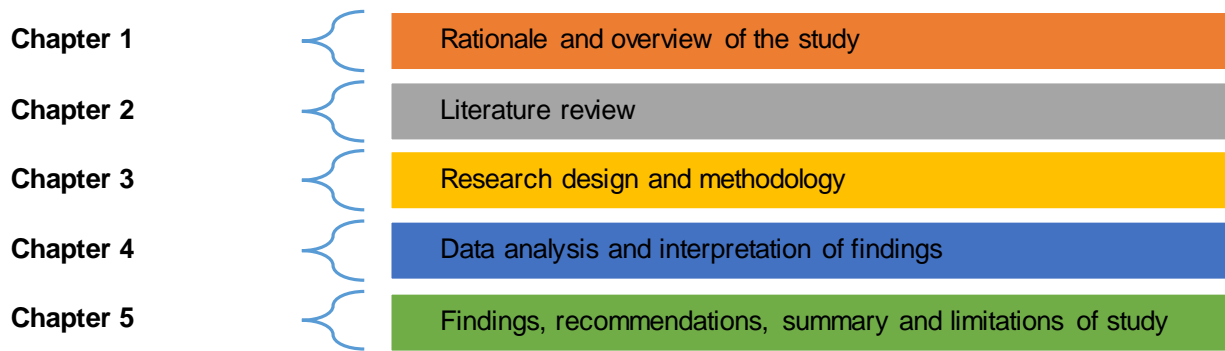 Chapter 1 Rationale and overview of the study
Chapter 2 Literature review
Chapter 3 Research design and methodology
Chapter 4 Data analysis and interpretation of findings
Chapter 5 Findings, recommendations, summary and limitations of study